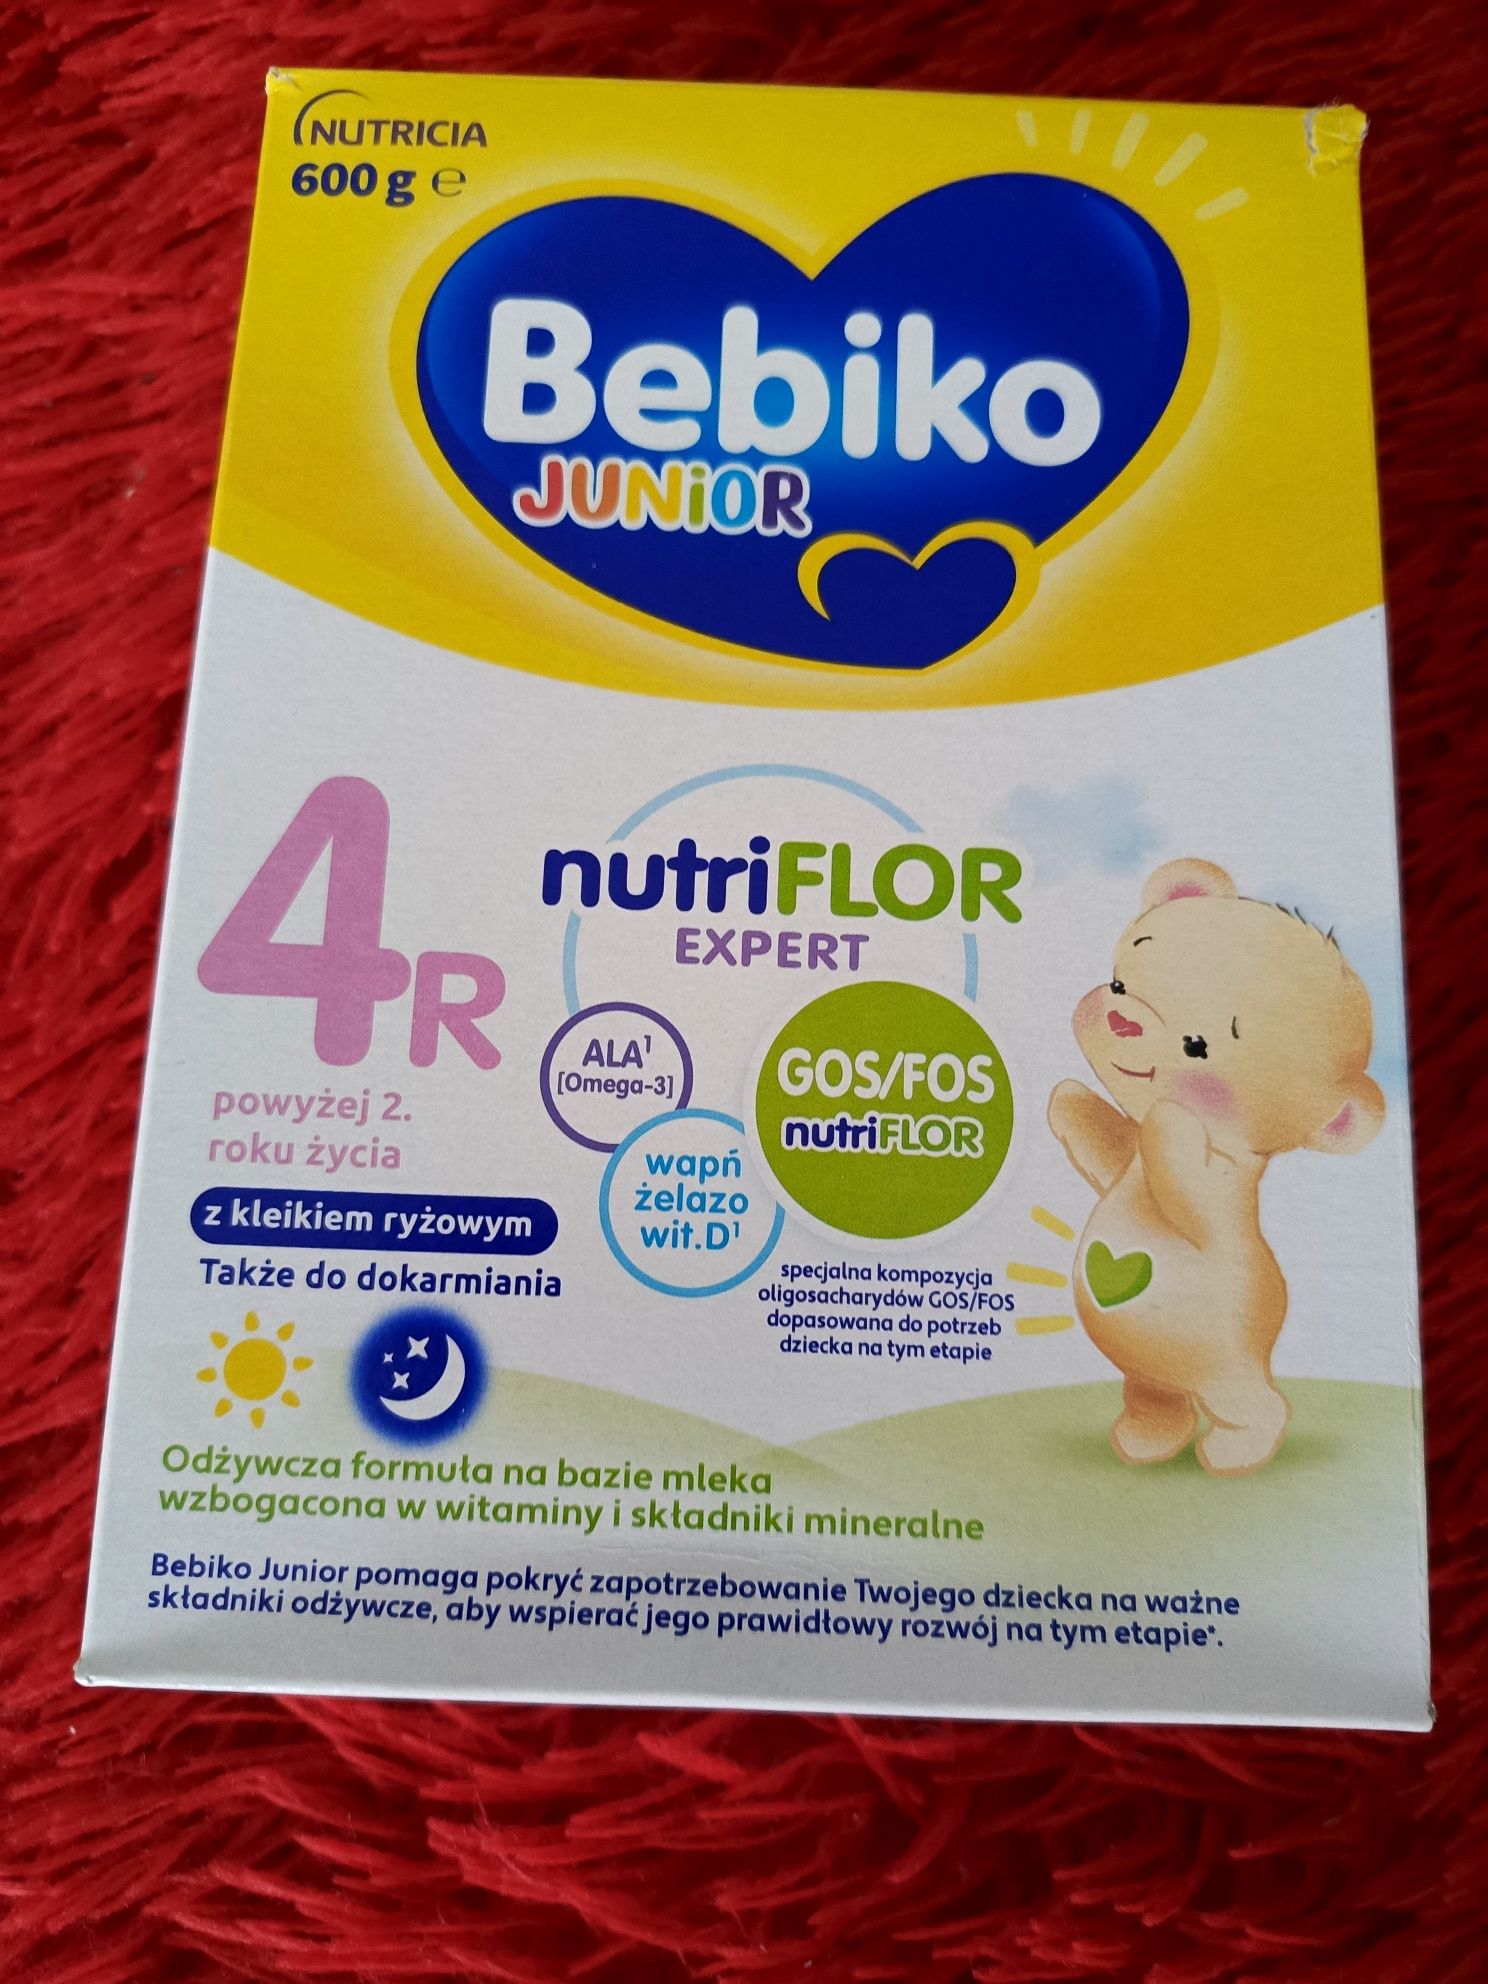 NUTRICIA
600 g ℮
Bebiko
JUNiOR
4R
powyżej 2.
roku życia
z kleikiem ryżowym
Także do dokarmiania
nutriFLOR
EXPERT
ALA¹
[Omega-3]
wapń
żelazo
wit.D¹
GOS/FOS
nutriFLOR
specjalna kompozycja
oligosacharydów GOS/FOS
dopasowana do potrzeb
dziecka na tym etapie
Odżywcza formuła na bazie mleka
wzbogacona w witaminy i składniki mineralne
Bebiko Junior pomaga pokryć zapotrzebowanie Twojego dziecka na ważne
składniki odżywcze, aby wspierać jego prawidłowy rozwój na tym etapie*.